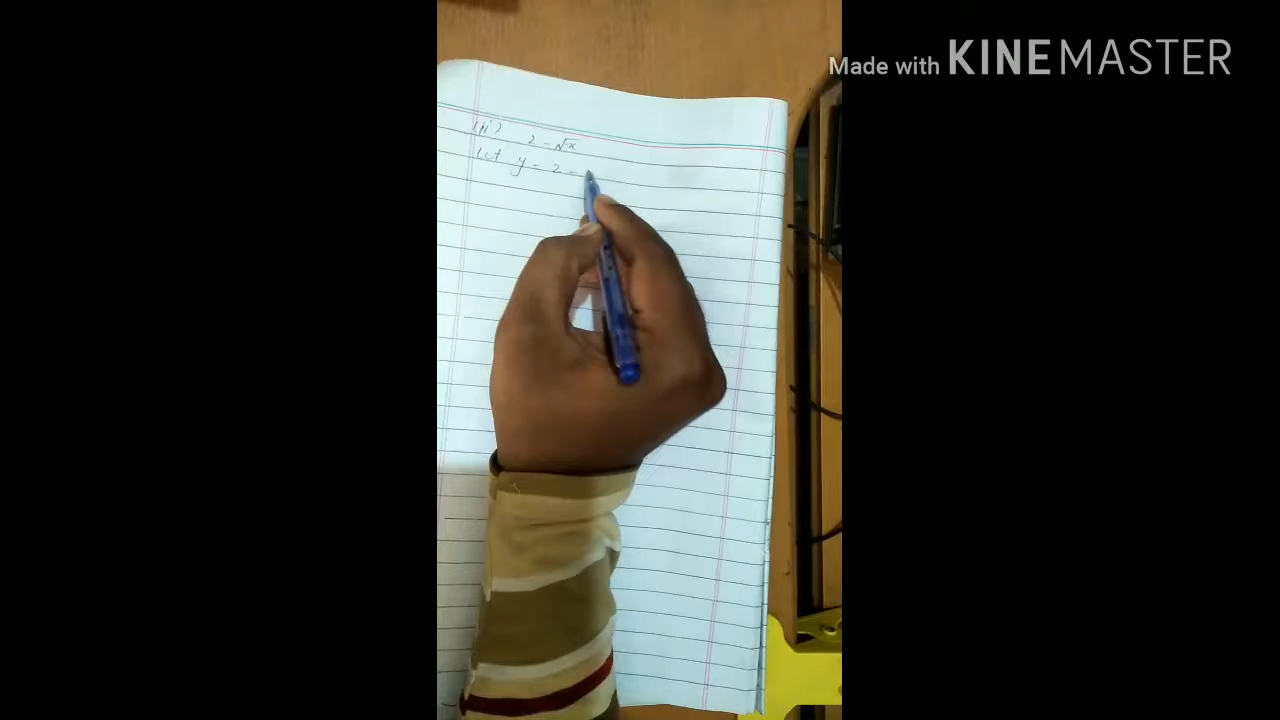 Made with KINEMASTER
(ii) 2 - √x
Let y = 2 -